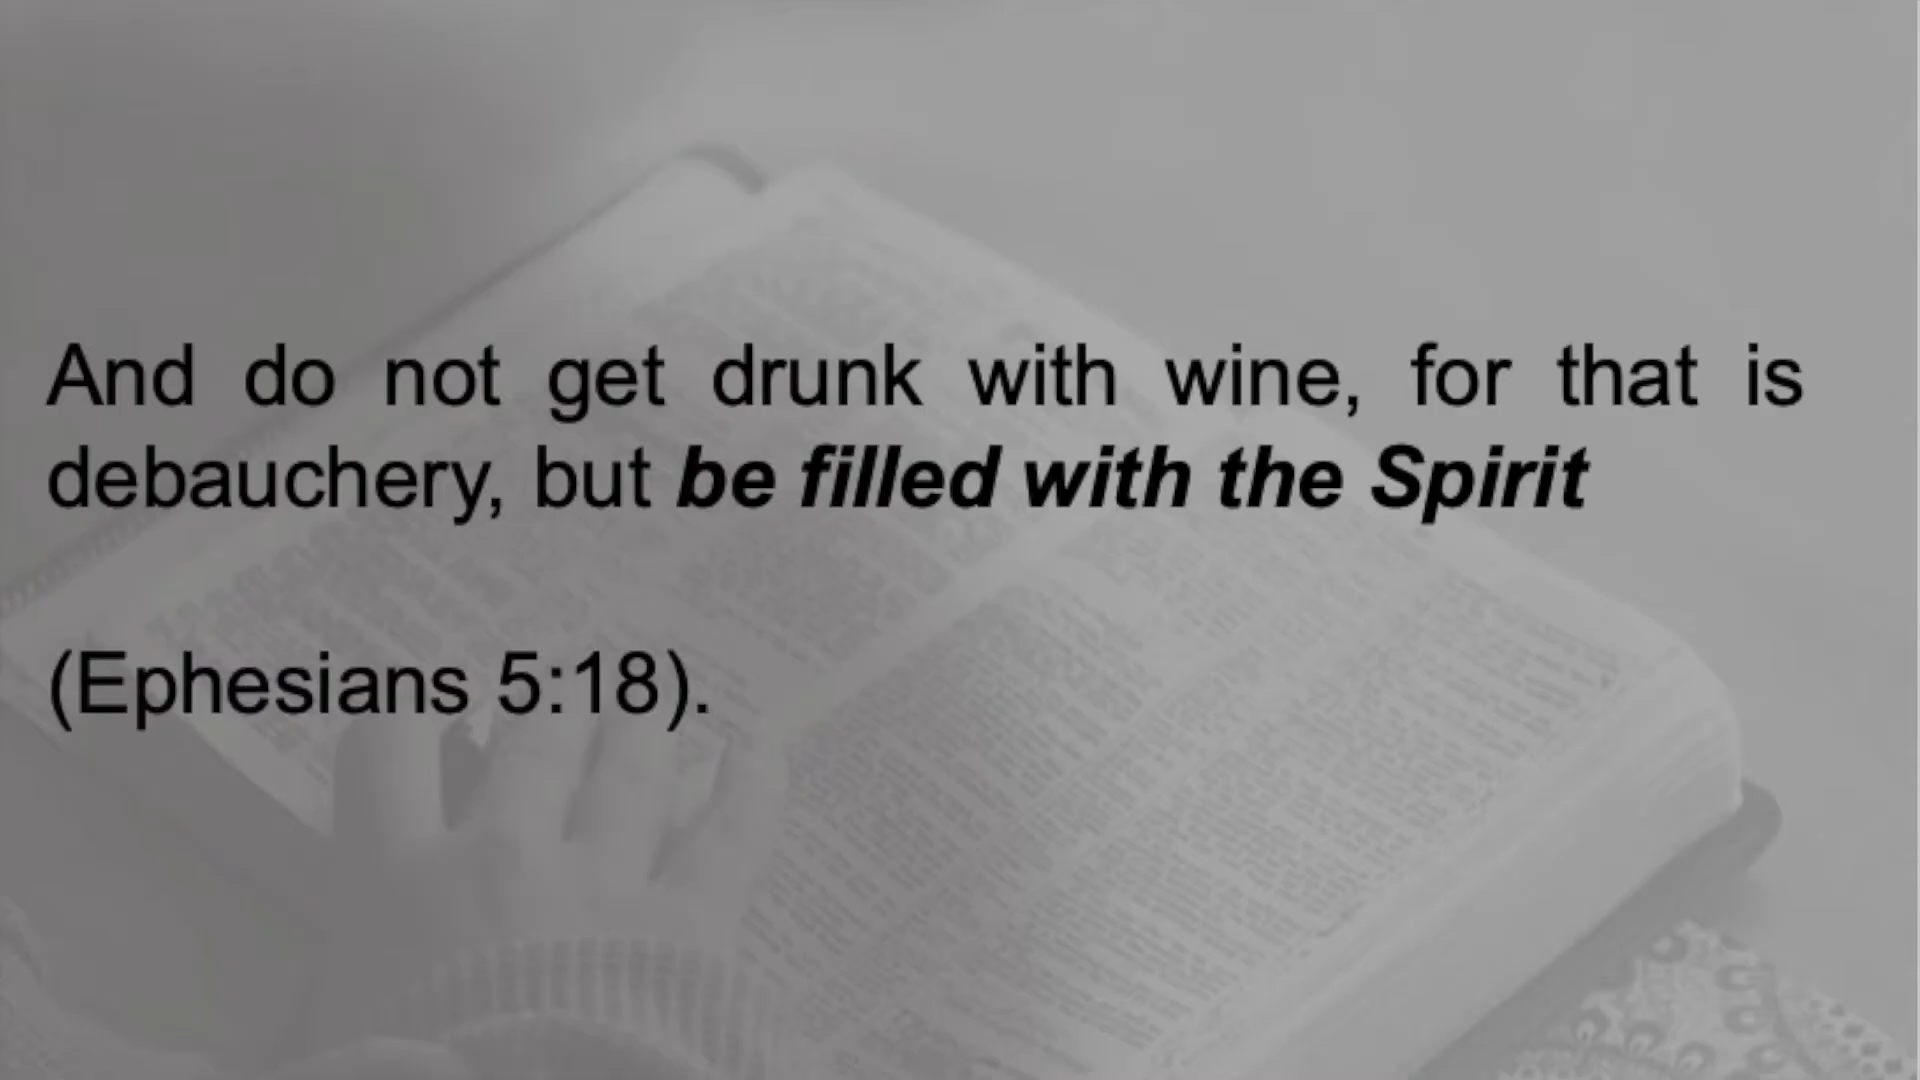 And do not get drunk with wine, for that is
debauchery, but be filled with the Spirit
(Ephesians 5:18).